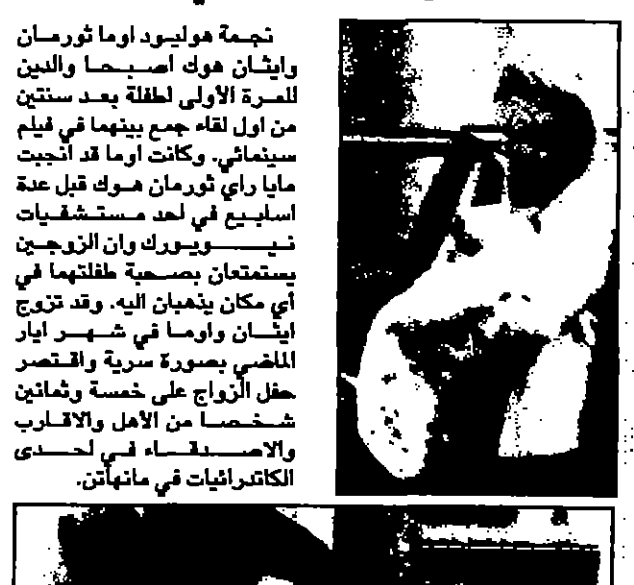 نجمة هوليود اوما ثورمان
وايثان هوك اصبحا والدين
للمرة الأولى لطفلة بعد سنتين
من اول لقاء جمع بينهما في فيلم
سينمائي. وكانت اوما قد انجبت
مايا راي ثورمان هوك قبل عدة
اسابيع في احد مستشفيات
نيويورك وان الزوجين
يستمتعان بصحبة طفلتهما في
أي مكان يذهبان اليه. وقد تزوج
ايثان واوما في شهر ايار
الماضي بصورة سرية واقتصر
حفل الزواج على خمسة وثمانين
شخصا من الأهل والاقارب
والاصدقاء في احدى
الكاتدرائيات في مانهاتن.